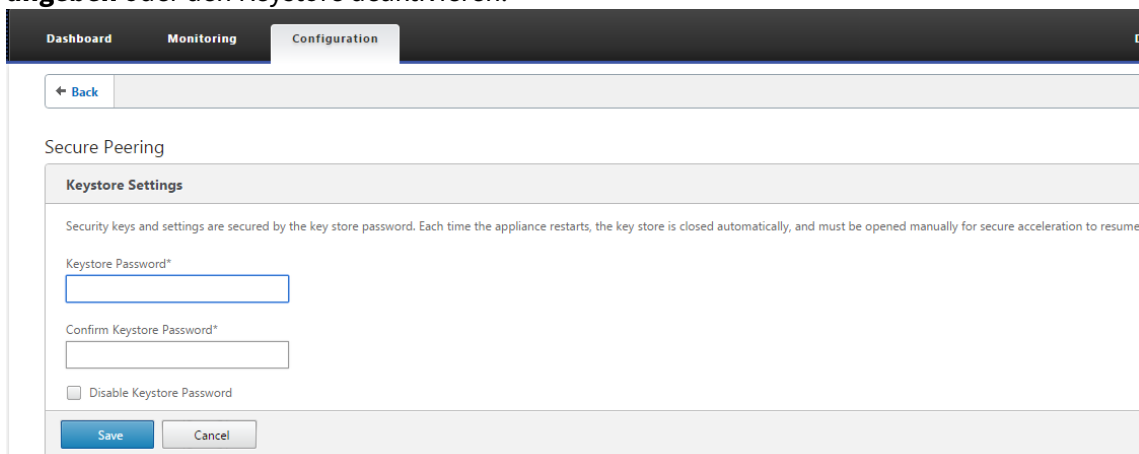 angeben oder den Keystore deaktivieren.
Dashboard Monitoring Configuration
Back
Secure Peering
Keystore Settings
Security keys and settings are secured by the key store password. Each time the appliance restarts, the key store is closed automatically, and must be opened manually for secure acceleration to resume
Keystore Password*
Confirm Keystore Password*
Disable Keystore Password
Save Cancel